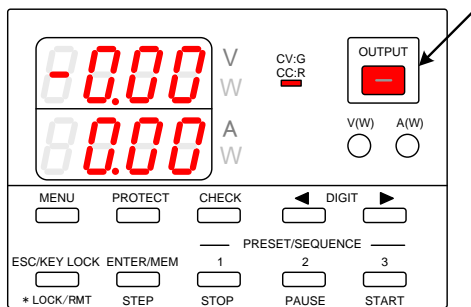 OUTPUT
V
CV:G
CC:R
-0.00
W
A
V(W) A(W)
0.00
W
MENU PROTECT CHECK ◀ DIGIT ▶
PRESET/SEQUENCE
ESC/KEY LOCK ENTER/MEM 1 2 3
* LOCK/RMT STEP STOP PAUSE START